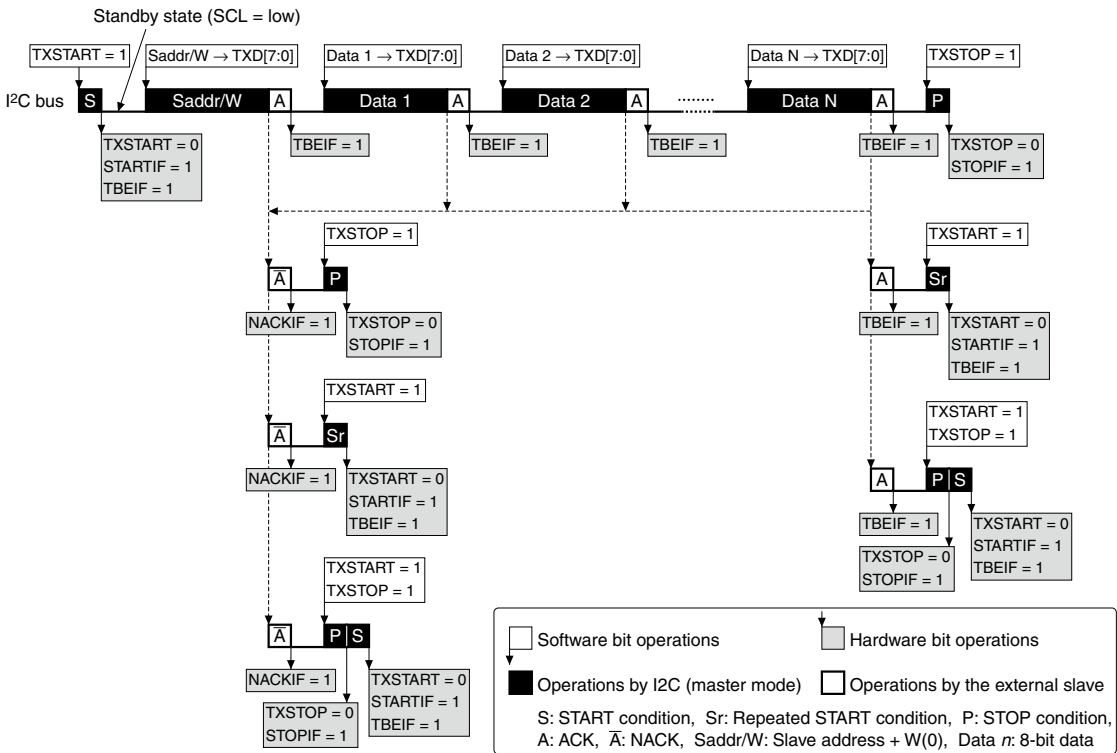 Standby state (SCL = low)
TXSTART = 1
Saddr/W → TXD[7:0]
Data 1 → TXD[7:0]
Data 2 → TXD[7:0]
Data N → TXD[7:0]
TXSTOP = 1
I²C bus
S
Saddr/W
A
Data 1
A
Data 2
A
Data N
A
P
TXSTART = 0
STARTIF = 1
TBEIF = 1
TBEIF = 1
TBEIF = 1
TBEIF = 1
TBEIF = 1
TXSTOP = 0
STOPIF = 1
TXSTOP = 1
A̅
P
NACKIF = 1
TXSTOP = 0
STOPIF = 1
TXSTART = 1
A̅
Sr
NACKIF = 1
TXSTART = 0
STARTIF = 1
TBEIF = 1
TXSTART = 1
TXSTOP = 1
A̅
P
S
NACKIF = 1
TXSTOP = 0
STOPIF = 1
TXSTART = 0
STARTIF = 1
TBEIF = 1
TXSTART = 1
A
Sr
TBEIF = 1
TXSTART = 0
STARTIF = 1
TBEIF = 1
TXSTART = 1
TXSTOP = 1
A
P
S
TBEIF = 1
TXSTOP = 0
STOPIF = 1
TXSTART = 0
STARTIF = 1
TBEIF = 1
Software bit operations
Hardware bit operations
Operations by I2C (master mode)
Operations by the external slave
S: START condition, Sr: Repeated START condition, P: STOP condition,
A: ACK, A̅: NACK, Saddr/W: Slave address + W(0), Data n: 8-bit data